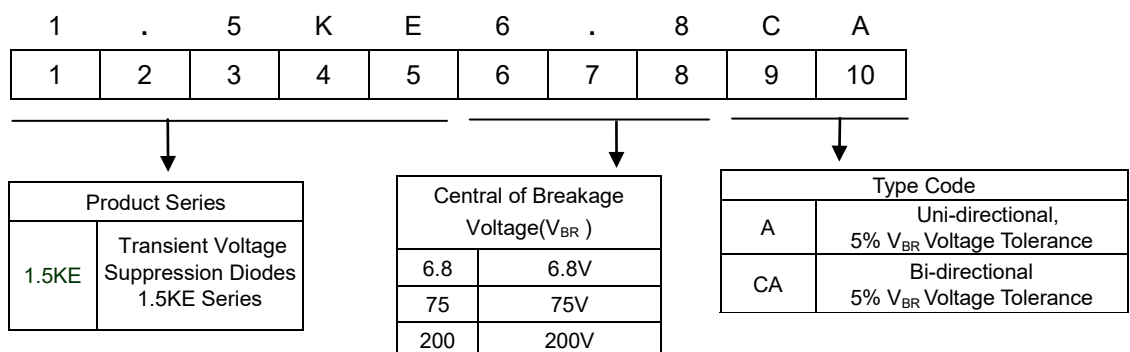 1 . 5 K E 6 . 8 C A
1 2 3 4 5 6 7 8 9 10
Product Series
1.5KE
Transient Voltage
Suppression Diodes
1.5KE Series
Central of Breakage
Voltage(VBR )
6.8 6.8V
75 75V
200 200V
Type Code
A
Uni-directional,
5% VBR Voltage Tolerance
CA
Bi-directional
5% VBR Voltage Tolerance